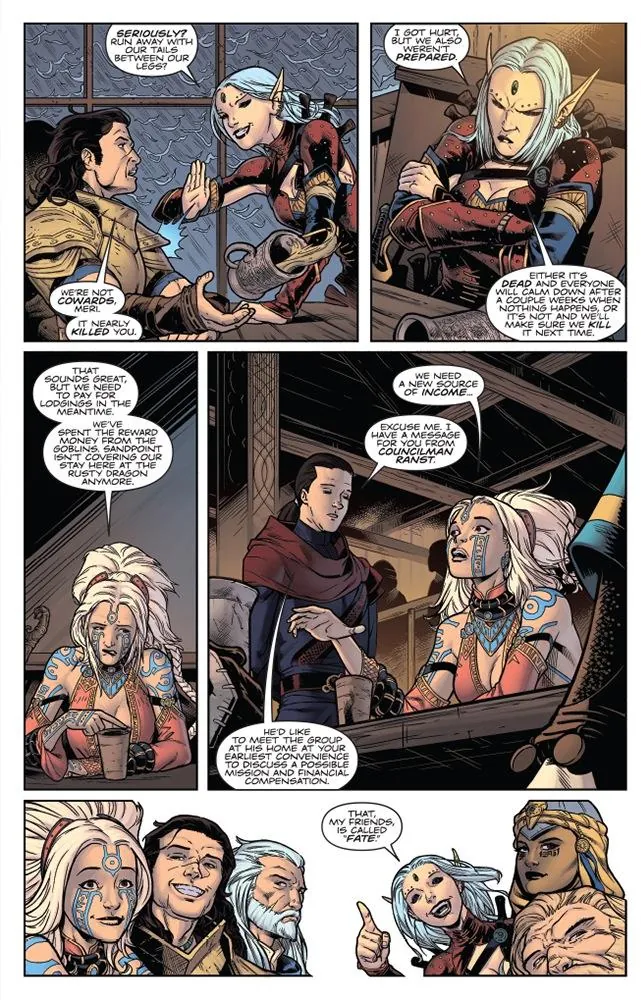 SERIOUSLY?
RUN AWAY WITH
OUR TAILS
BETWEEN OUR
LEGS?
WE'RE NOT
COWARDS,
MERI.
IT NEARLY
KILLED YOU.
I GOT HURT,
BUT WE ALSO
WEREN'T
PREPARED.
EITHER IT'S
DEAD AND EVERYONE
WILL CALM DOWN AFTER
A COUPLE WEEKS WHEN
NOTHING HAPPENS, OR
IT'S NOT AND WE'LL
MAKE SURE WE KILL
IT NEXT TIME.
THAT
SOUNDS GREAT,
BUT WE NEED
TO PAY FOR
LODGINGS IN THE
MEANTIME.
WE'VE
SPENT THE REWARD
MONEY FROM THE
GOBLINS. SANDPOINT
ISN'T COVERING OUR
STAY HERE AT THE
RUSTY DRAGON
ANYMORE.
WE NEED
A NEW SOURCE
OF INCOME...
EXCUSE ME. I
HAVE A MESSAGE
FOR YOU FROM
COUNCILMAN
RANST.
HE'D LIKE
TO MEET THE GROUP
AT HIS HOME AT YOUR
EARLIEST CONVENIENCE
TO DISCUSS A POSSIBLE
MISSION AND FINANCIAL
COMPENSATION.
THAT,
MY FRIENDS,
IS CALLED
"FATE."